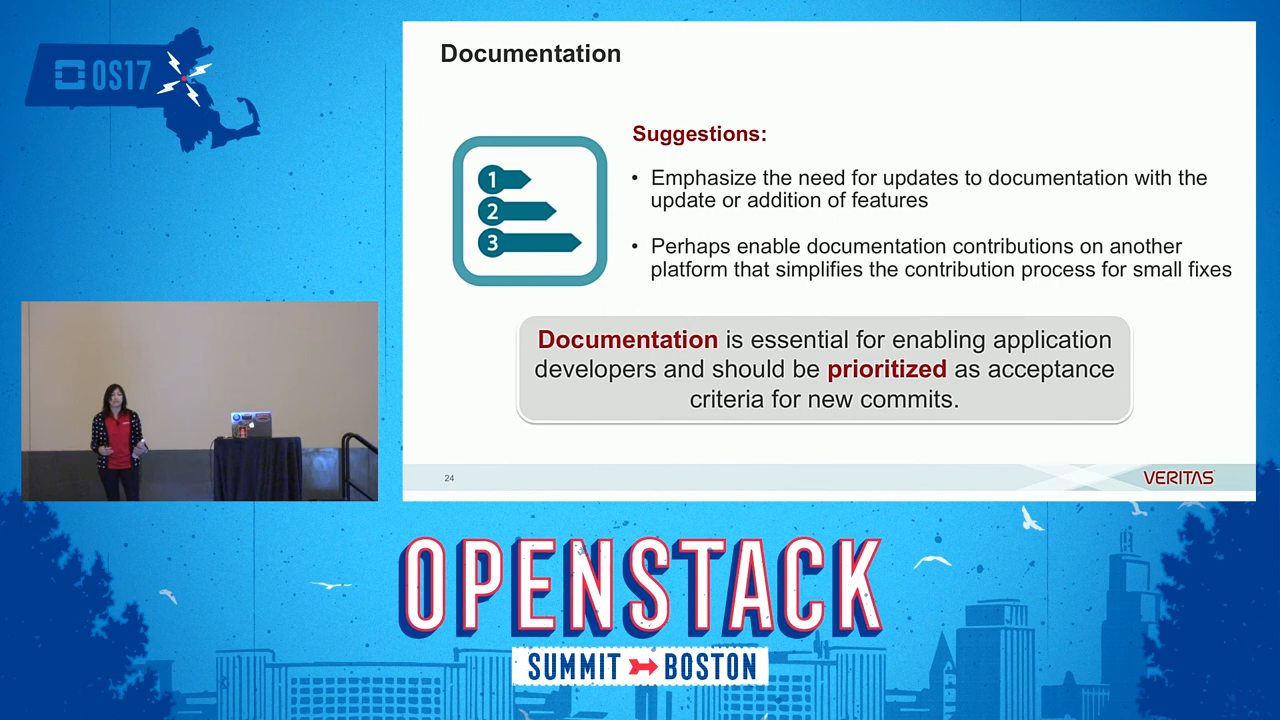 OS17
Documentation
1
2
3
Suggestions:
• Emphasize the need for updates to documentation with the
update or addition of features
• Perhaps enable documentation contributions on another
platform that simplifies the contribution process for small fixes
Documentation is essential for enabling application
developers and should be prioritized as acceptance
criteria for new commits.
24
VERITAS
OPENSTACK
SUMMIT BOSTON